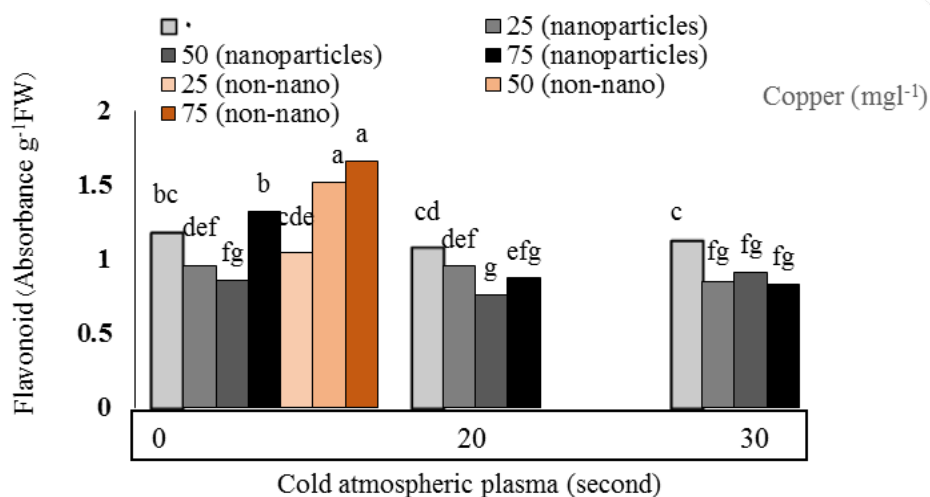 ·
25 (nanoparticles)
50 (nanoparticles)
75 (nanoparticles)
25 (non-nano)
50 (non-nano)
75 (non-nano)
Copper (mgl⁻¹)
Flavonoid (Absorbance g⁻¹FW)
2
1.5
1
0.5
0
bc
def
fg
b
cde
a
a
cd
def
g
efg
c
fg
fg
fg
0 20 30
Cold atmospheric plasma (second)